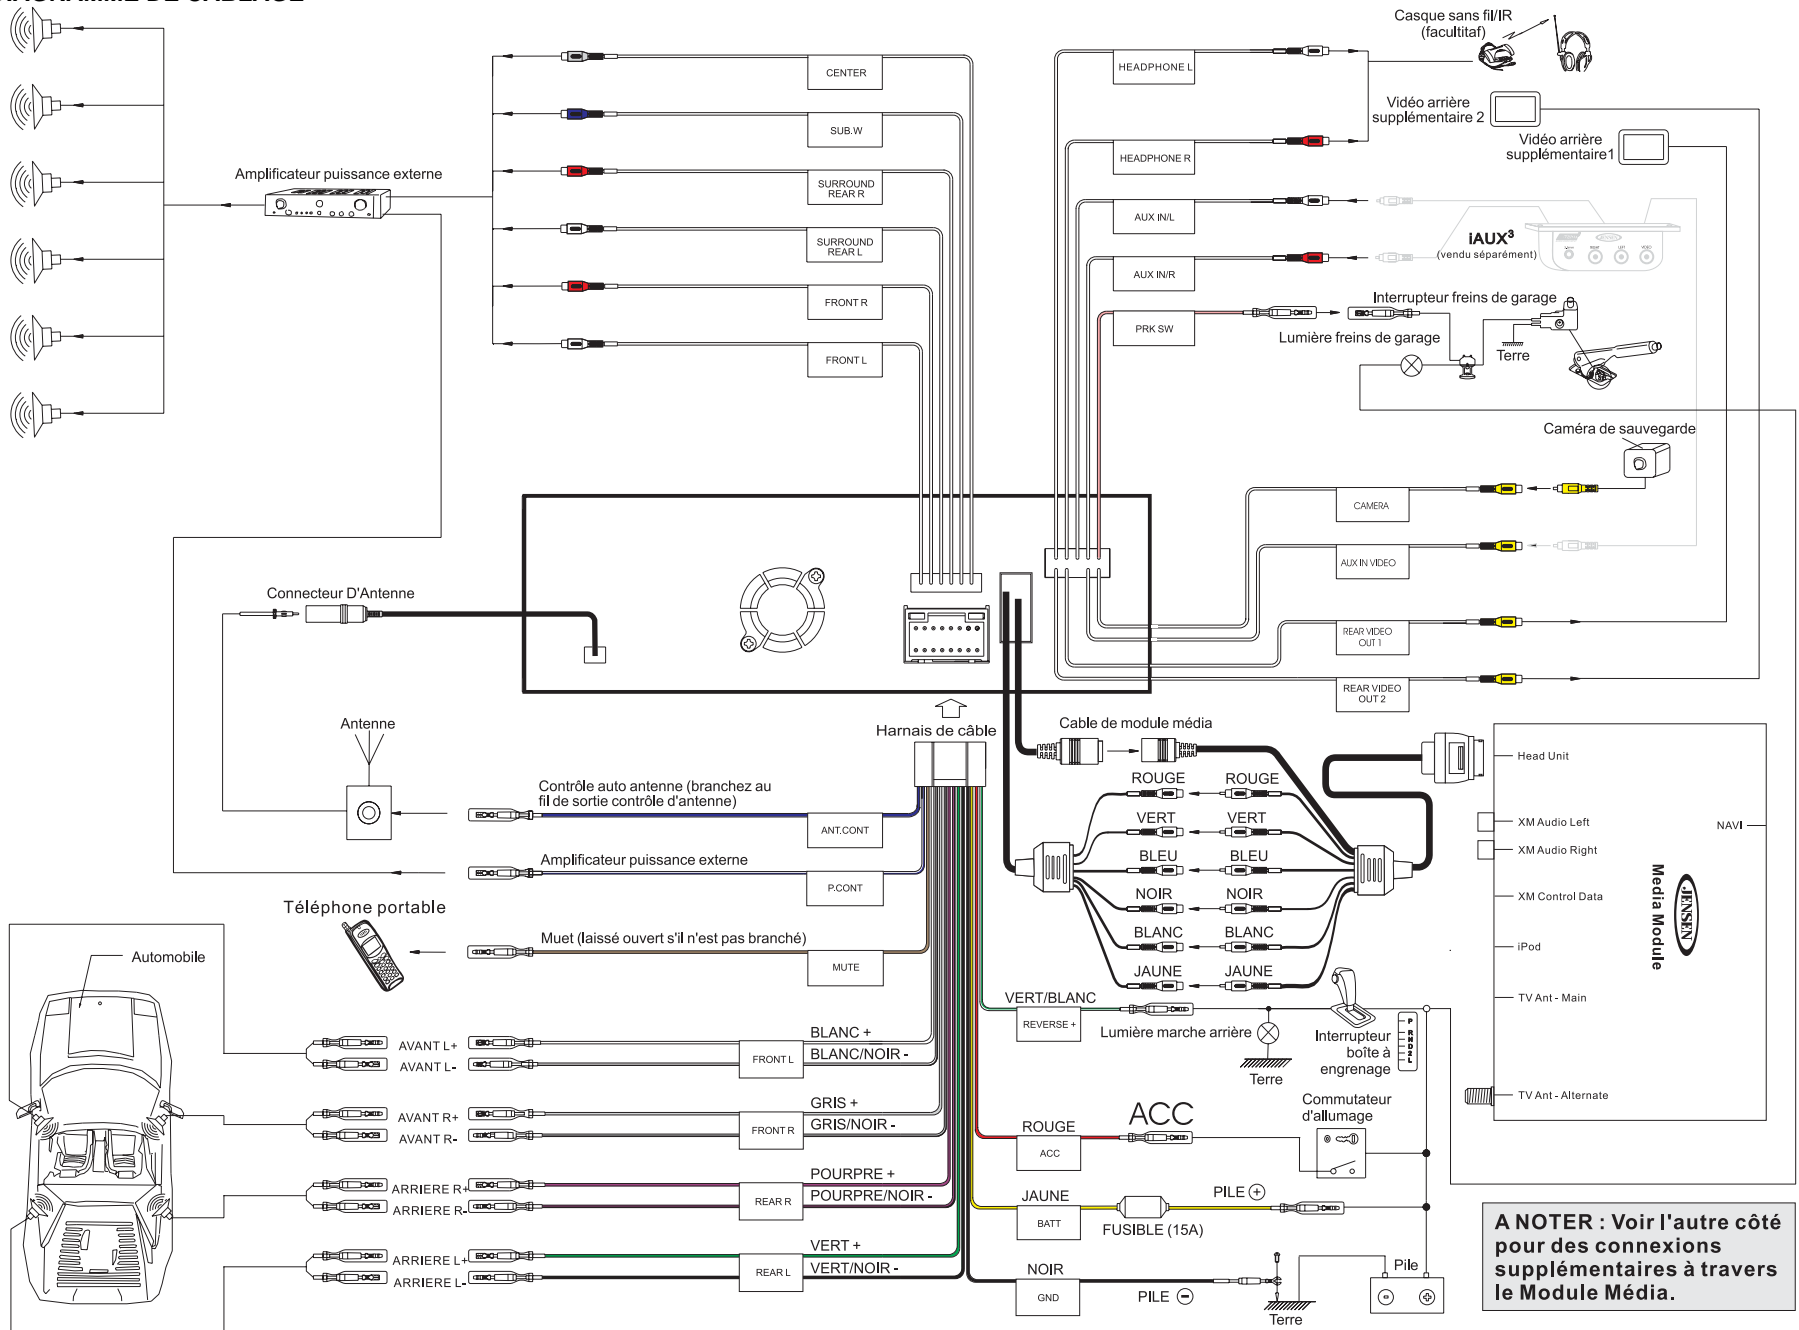 Casque sans fil/IR
(facultitaf)
CENTER
HEADPHONE L
Vidéo arrière
supplémentaire 2
SUB.W
Vidéo arrière
supplémentaire1
HEADPHONE R
Amplificateur puissance externe
SURROUND
REAR R
AUX IN/L
SURROUND
REAR L
iAUX³
(vendu séparément)
RIGHT
LEFT
VIDEO
AUX IN/R
FRONT R
Interrupteur freins de garage
PRK SW
Lumière freins de garage
Terre
FRONT L
Caméra de sauvegarde
CAMERA
AUX IN VIDEO
Connecteur D'Antenne
REAR VIDEO
OUT 1
REAR VIDEO
OUT 2
Antenne
Harnais de câble
Cable de module média
Contrôle auto antenne (branchez au
fil de sortie contrôle d'antenne)
ANT.CONT
Amplificateur puissance externe
P.CONT
Téléphone portable
Muet (laissé ouvert s'il n'est pas branché)
MUTE
ROUGE
ROUGE
VERT
VERT
BLEU
BLEU
NOIR
NOIR
BLANC
BLANC
JAUNE
JAUNE
Head Unit
XM Audio Left
XM Audio Right
XM Control Data
iPod
TV Ant - Main
TV Ant - Alternate
NAVI
JENSEN
Media Module
Automobile
VERT/BLANC
REVERSE +
Lumière marche arrière
Terre
Interrupteur
boîte à
engrenage
P
R
N
D
2
L
AVANT L+
AVANT L-
FRONT L
BLANC +
BLANC/NOIR -
AVANT R+
AVANT R-
FRONT R
GRIS +
GRIS/NOIR -
ARRIERE R+
ARRIERE R-
REAR R
POURPRE +
POURPRE/NOIR -
ARRIERE L+
ARRIERE L-
REAR L
VERT +
VERT/NOIR -
ROUGE
ACC
ACC
Commutateur
d'allumage
JAUNE
BATT
FUSIBLE (15A)
PILE +
NOIR
GND
PILE -
Terre
Pile
A NOTER : Voir l'autre côté
pour des connexions
supplémentaires à travers
le Module Média.